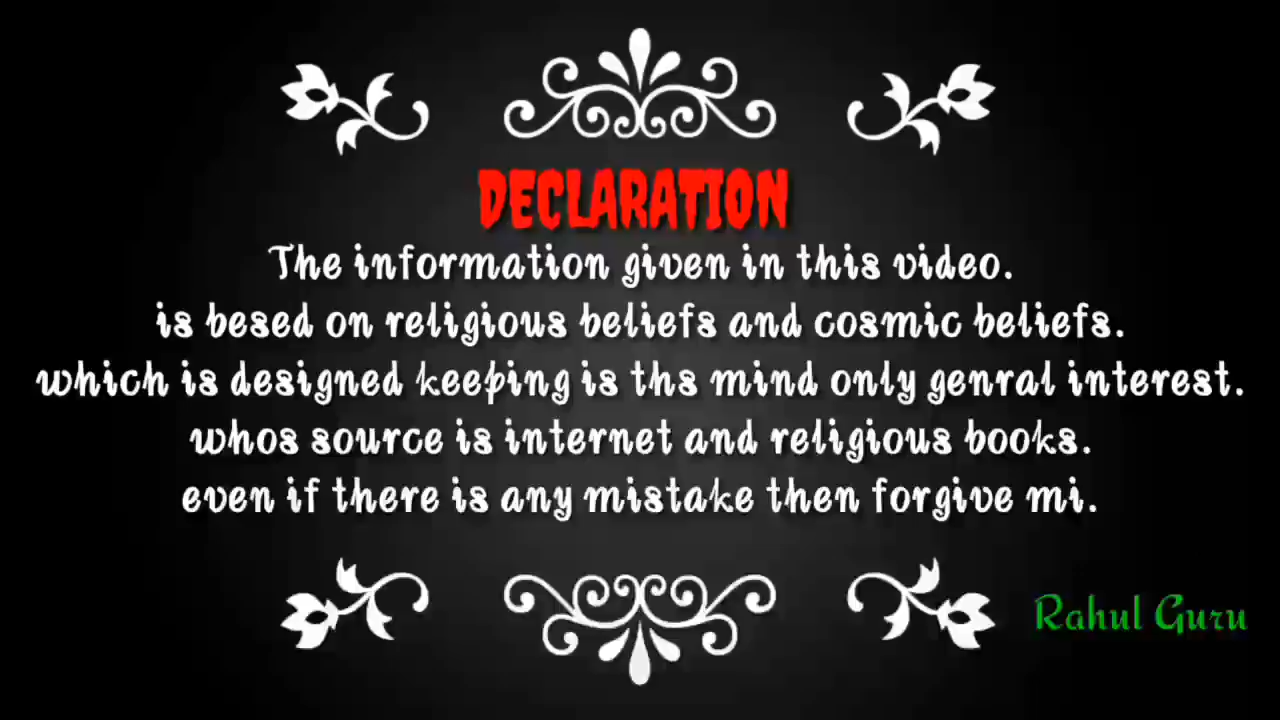 DECLARATION
The information given in this video.
is besed on religious beliefs and cosmic beliefs.
which is designed keeping is ths mind only genral interest.
whos source is internet and religious books.
even if there is any mistake then forgive mi.
Rahul Guru